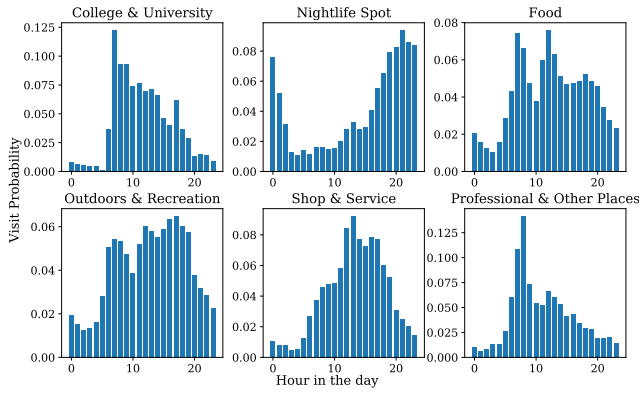 College & University
Nightlife Spot
Food
0.125
0.100
0.075
0.050
0.025
0.000
0 10 20
0.08
0.06
0.04
0.02
0.00
0 10 20
0.08
0.06
0.04
0.02
0.00
0 10 20
Visit Probability
Outdoors & Recreation
Shop & Service
Professional & Other Places
0.06
0.04
0.02
0.00
0 10 20
0.08
0.06
0.04
0.02
0.00
0 10 20
0.125
0.100
0.075
0.050
0.025
0.000
0 10 20
Hour in the day